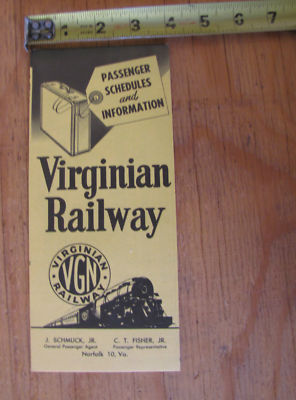 1 2 3 4 5 6 7
PASSENGER
SCHEDULES
and
INFORMATION
Virginian
Railway
VIRGINIAN
VGN
RAILWAY
J. SCHMUCK, JR. C. T. FISHER, JR.
General Passenger Agent Passenger Representative
Norfolk 10, Va.